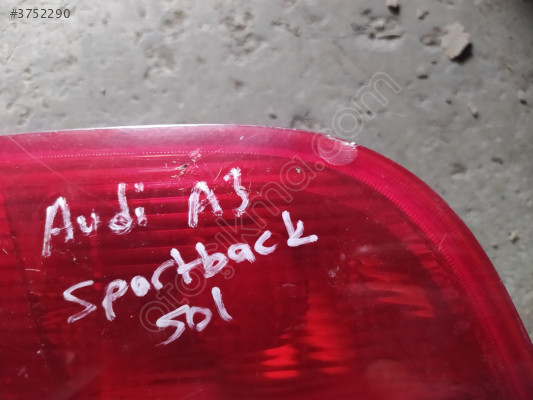 #3752290
Audi A3
Sportback
sol